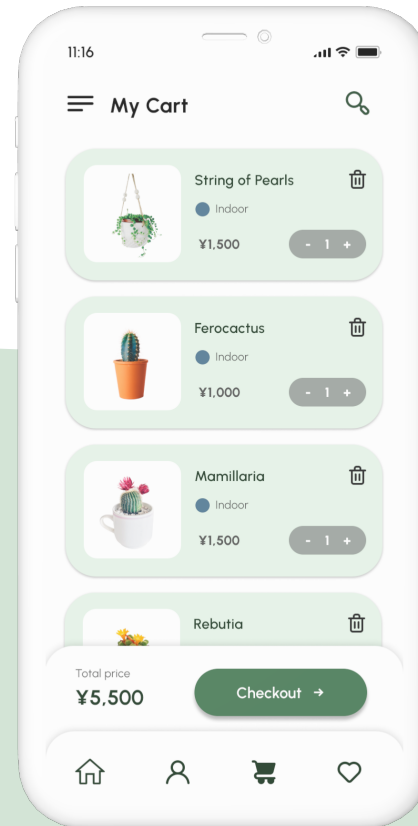 11:16
My Cart
String of Pearls
Indoor
¥1,500
- 1 +
Ferocactus
Indoor
¥1,000
- 1 +
Mamillaria
Indoor
¥1,500
- 1 +
Rebutia
Total price
¥5,500
Checkout →